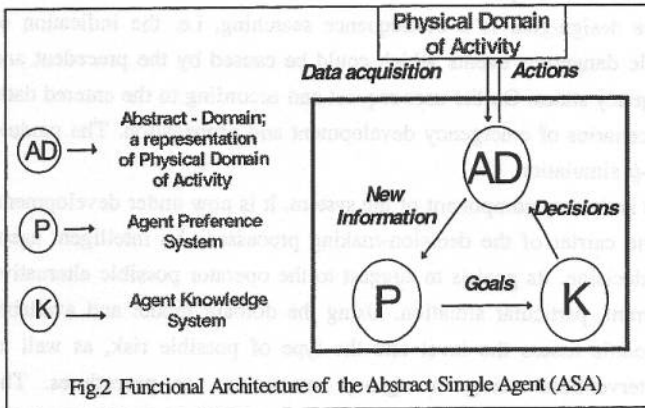 Physical Domain
of Activity
Data acquisition
Actions
AD
Abstract - Domain;
a representation
of Physical Domain
of Activity
P
Agent Preference
System
K
Agent Knowledge
System
AD
New
Information
Decisions
P
Goals
K
Fig.2 Functional Architecture of the Abstract Simple Agent (ASA)